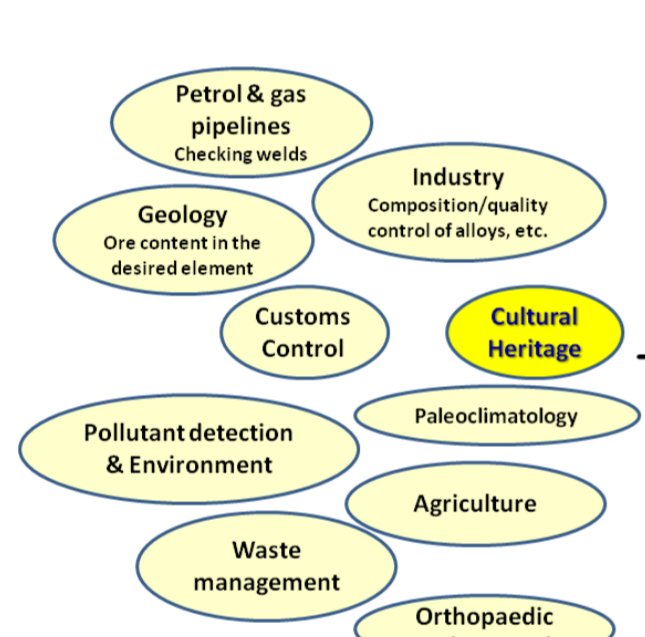 Petrol & gas
pipelines
Checking welds
Industry
Composition/quality
control of alloys, etc.
Geology
Ore content in the
desired element
Customs
Control
Cultural
Heritage
Paleoclimatology
Pollutant detection
& Environment
Agriculture
Waste
management
Orthopaedic